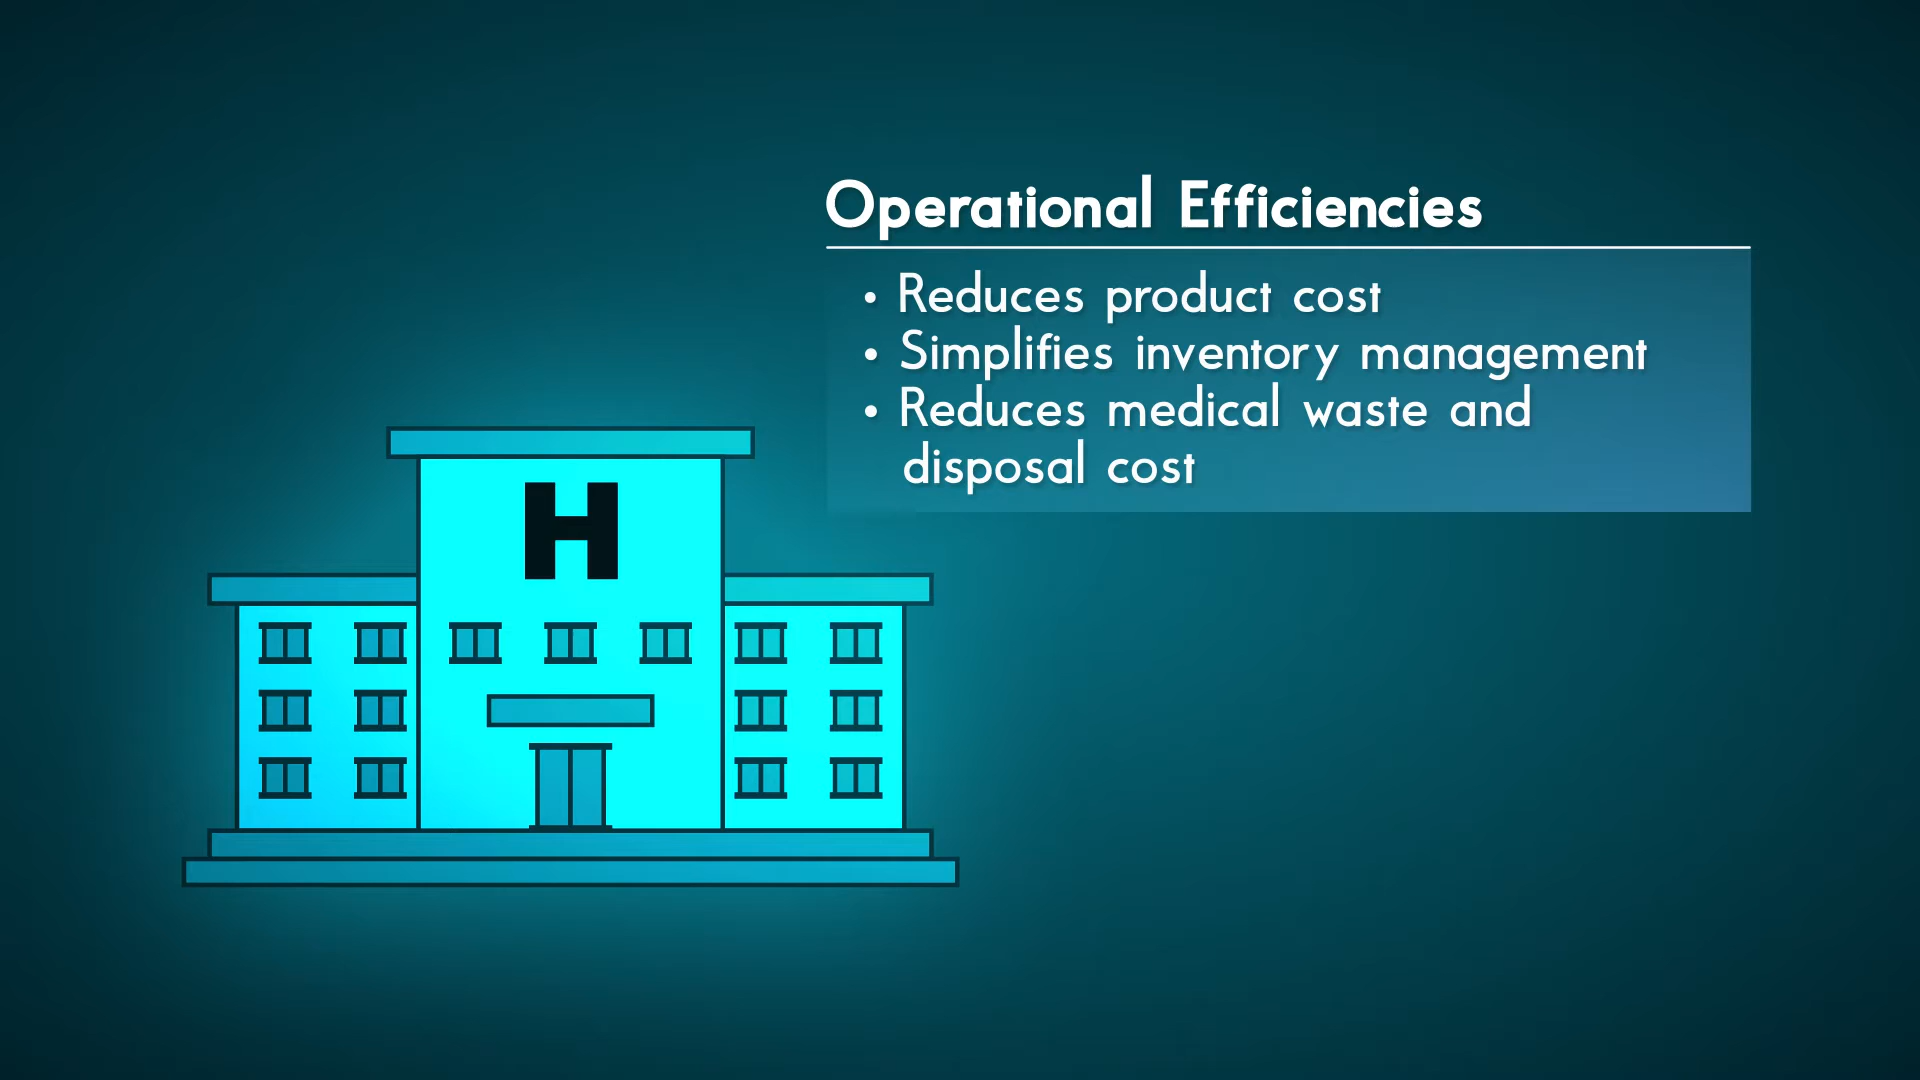 Operational Efficiencies
• Reduces product cost
• Simplifies inventory management
• Reduces medical waste and
disposal cost
H